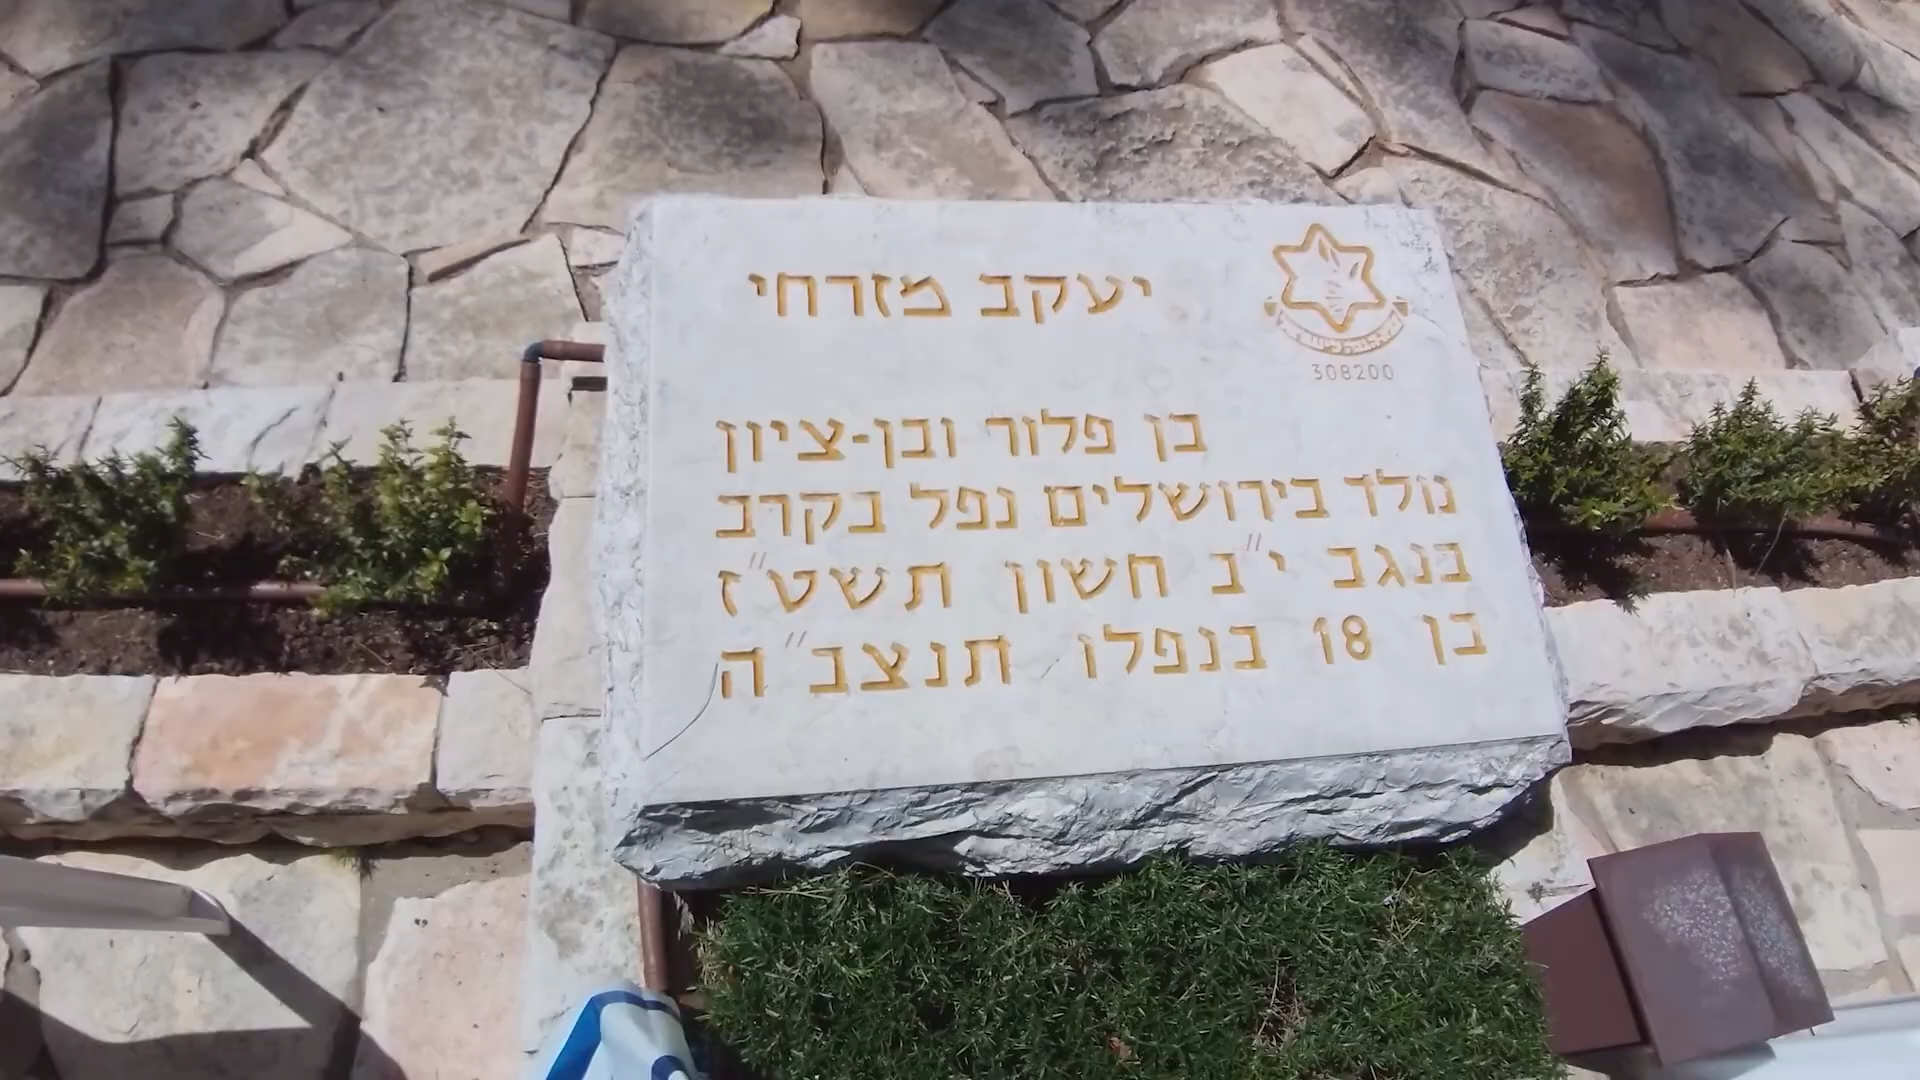 יעקב מזרחי
308200
בן פלור ובן-ציון
נולד בירושלים נפל בקרב
בנגב י"ב חשון תשט"ז
בן 18 בנפלו תנצב"ה